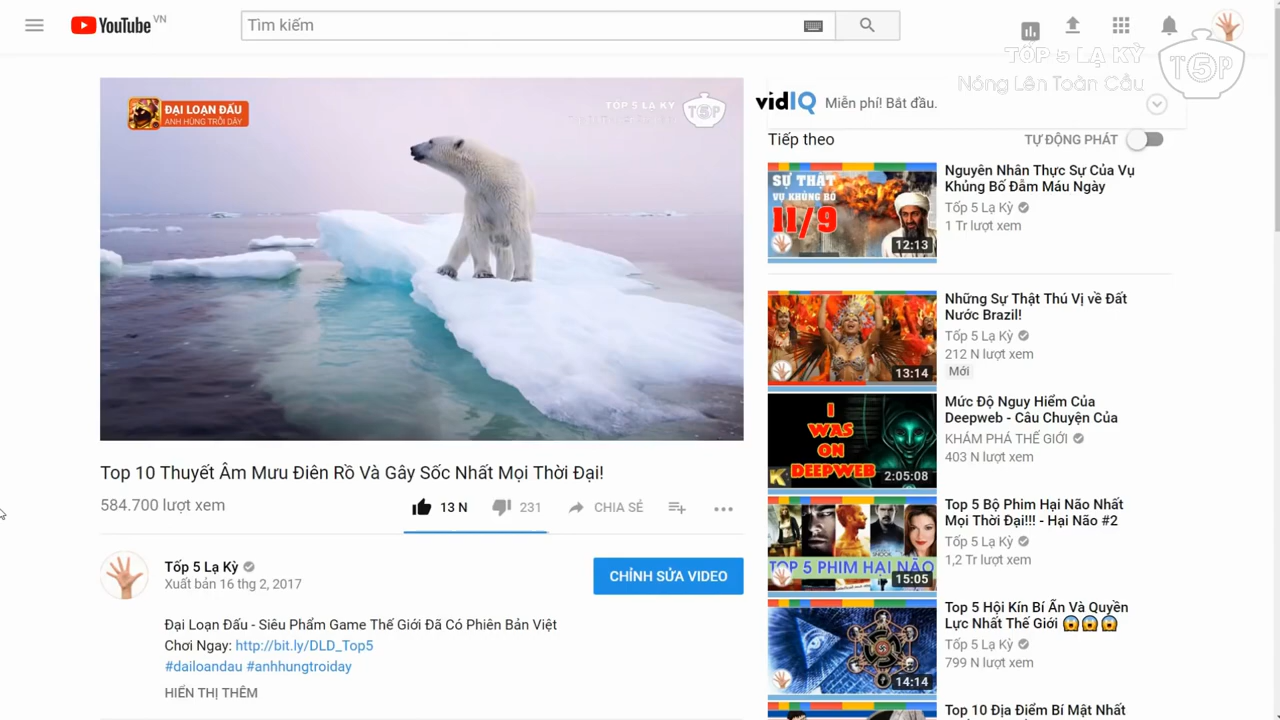 YouTube VN
Tìm kiếm
TỐP 5 LẠ KỲ
Nóng Lên Toàn Cầu
T5P
ĐẠI LOẠN ĐẤU
ANH HÙNG TRỖI DẬY
TỐP 5 LẠ KỲ
T5P
Top 10 Thuyết Âm Mưu Điên Rồ Và Gây Sốc Nhất Mọi Thời Đại!
584.700 lượt xem
13 N
231
CHIA SẺ
Tốp 5 Lạ Kỳ
Xuất bản 16 thg 2, 2017
CHỈNH SỬA VIDEO
Đại Loạn Đấu - Siêu Phẩm Game Thế Giới Đã Có Phiên Bản Việt
Chơi Ngay: http://bit.ly/DLD_Top5
#dailoandau #anhhungtroiday
HIỂN THỊ THÊM
vidIQ Miễn phí! Bắt đầu.
Tiếp theo
TỰ ĐỘNG PHÁT
SỰ THẬT
VỤ KHỦNG BỐ
11/9
12:13
Nguyên Nhân Thực Sự Của Vụ
Khủng Bố Đẫm Máu Ngày
Tốp 5 Lạ Kỳ
1 Tr lượt xem
13:14
Những Sự Thật Thú Vị về Đất
Nước Brazil!
Tốp 5 Lạ Kỳ
212 N lượt xem
Mới
I
WAS
ON
DEEPWEB
K
2:05:08
Mức Độ Nguy Hiểm Của
Deepweb - Câu Chuyện Của
KHÁM PHÁ THẾ GIỚI
403 N lượt xem
TOP 5 PHIM HẠI NÃO
15:05
Top 5 Bộ Phim Hại Não Nhất
Mọi Thời Đại!!! - Hại Não #2
Tốp 5 Lạ Kỳ
1,2 Tr lượt xem
14:14
Top 5 Hội Kín Bí Ẩn Và Quyền
Lực Nhất Thế Giới 😱😱😱
Tốp 5 Lạ Kỳ
799 N lượt xem
Top 10 Địa Điểm Bí Mật Nhất